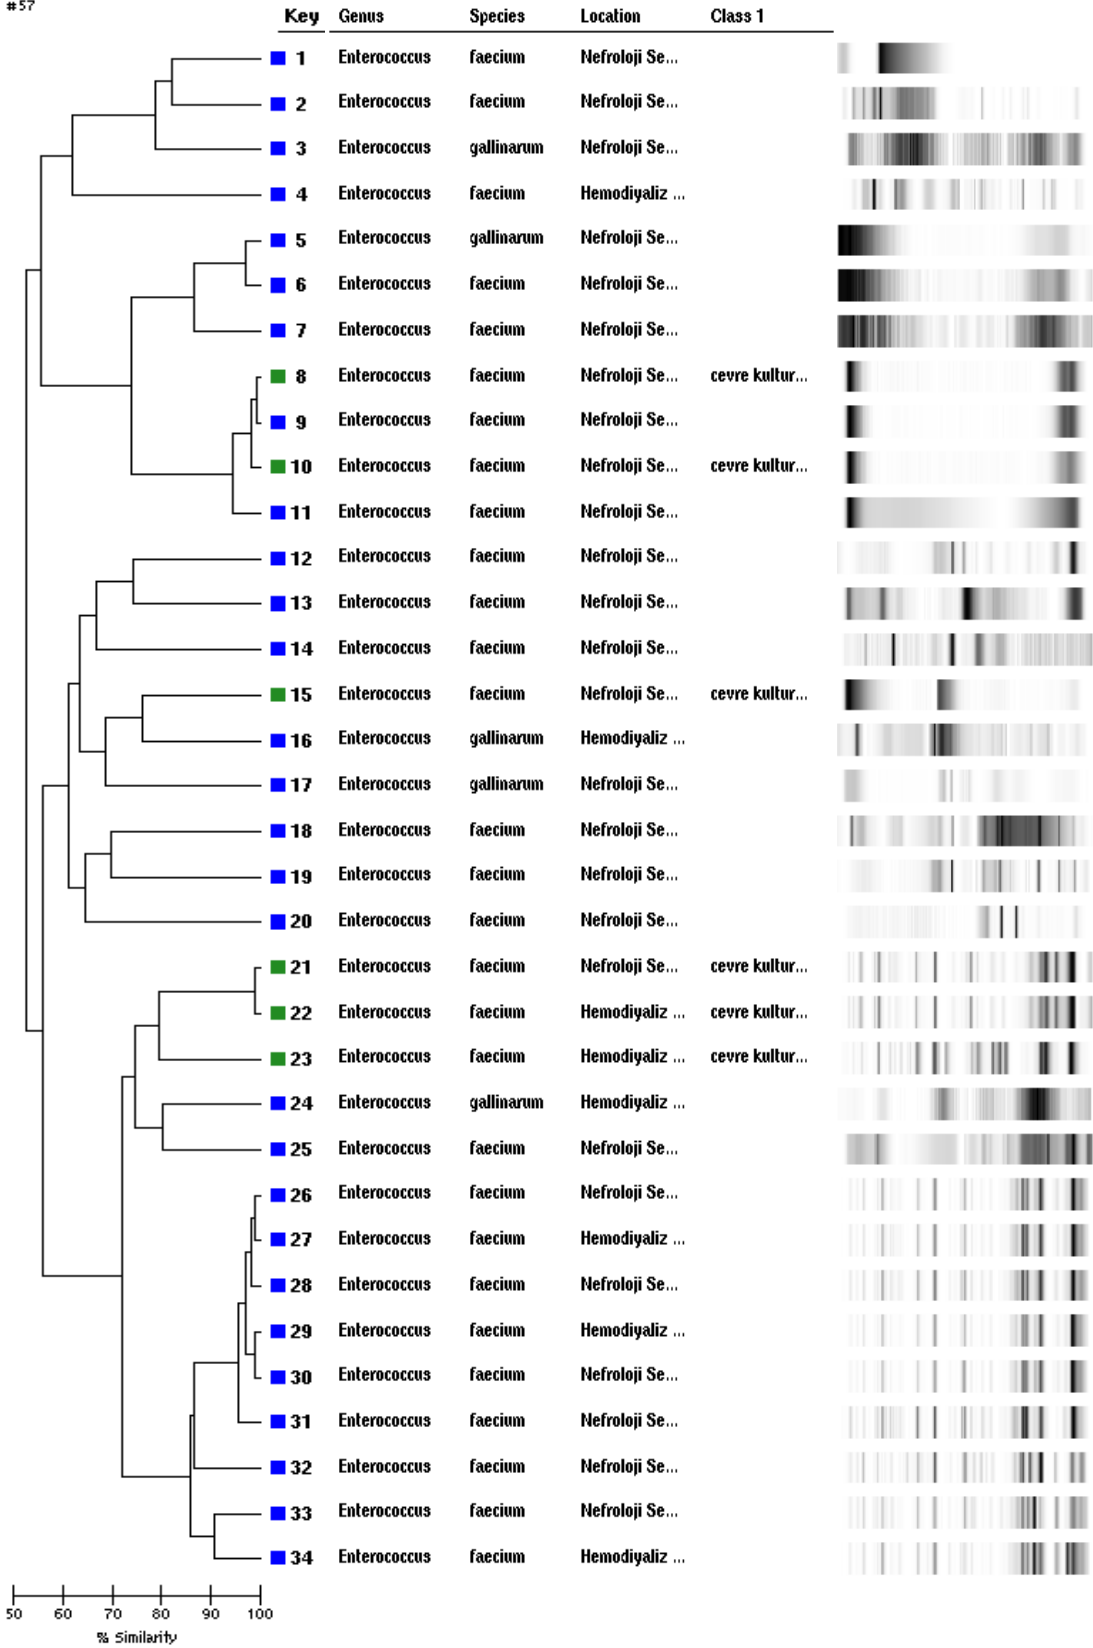 #57
Key Genus Species Location Class 1
1 Enterococcus faecium Nefroloji Se...
2 Enterococcus faecium Nefroloji Se...
3 Enterococcus gallinarum Nefroloji Se...
4 Enterococcus faecium Hemodiyaliz ...
5 Enterococcus gallinarum Nefroloji Se...
6 Enterococcus faecium Nefroloji Se...
7 Enterococcus faecium Nefroloji Se...
8 Enterococcus faecium Nefroloji Se... cevre kultur...
9 Enterococcus faecium Nefroloji Se...
10 Enterococcus faecium Nefroloji Se... cevre kultur...
11 Enterococcus faecium Nefroloji Se...
12 Enterococcus faecium Nefroloji Se...
13 Enterococcus faecium Nefroloji Se...
14 Enterococcus faecium Nefroloji Se...
15 Enterococcus faecium Nefroloji Se... cevre kultur...
16 Enterococcus gallinarum Hemodiyaliz ...
17 Enterococcus gallinarum Nefroloji Se...
18 Enterococcus faecium Nefroloji Se...
19 Enterococcus faecium Nefroloji Se...
20 Enterococcus faecium Nefroloji Se...
21 Enterococcus faecium Nefroloji Se... cevre kultur...
22 Enterococcus faecium Hemodiyaliz ... cevre kultur...
23 Enterococcus faecium Hemodiyaliz ... cevre kultur...
24 Enterococcus gallinarum Hemodiyaliz ...
25 Enterococcus faecium Nefroloji Se...
26 Enterococcus faecium Nefroloji Se...
27 Enterococcus faecium Hemodiyaliz ...
28 Enterococcus faecium Nefroloji Se...
29 Enterococcus faecium Hemodiyaliz ...
30 Enterococcus faecium Nefroloji Se...
31 Enterococcus faecium Nefroloji Se...
32 Enterococcus faecium Nefroloji Se...
33 Enterococcus faecium Nefroloji Se...
34 Enterococcus faecium Hemodiyaliz ...
50 60 70 80 90 100
% Similarity